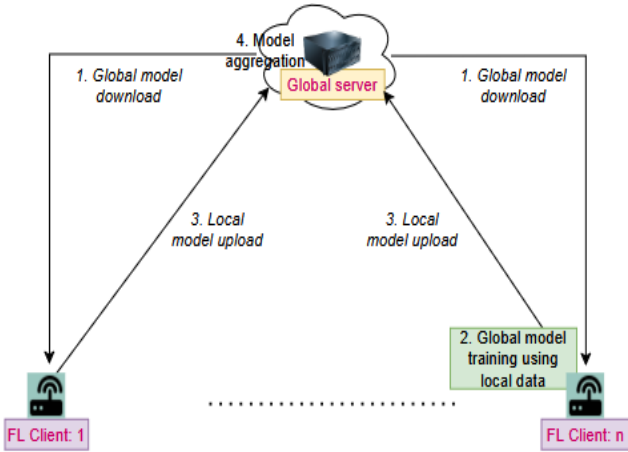 4. Model
aggregation
Global server
1. Global model
download
1. Global model
download
3. Local
model upload
3. Local
model upload
2. Global model
training using
local data
FL Client: 1
FL Client: n